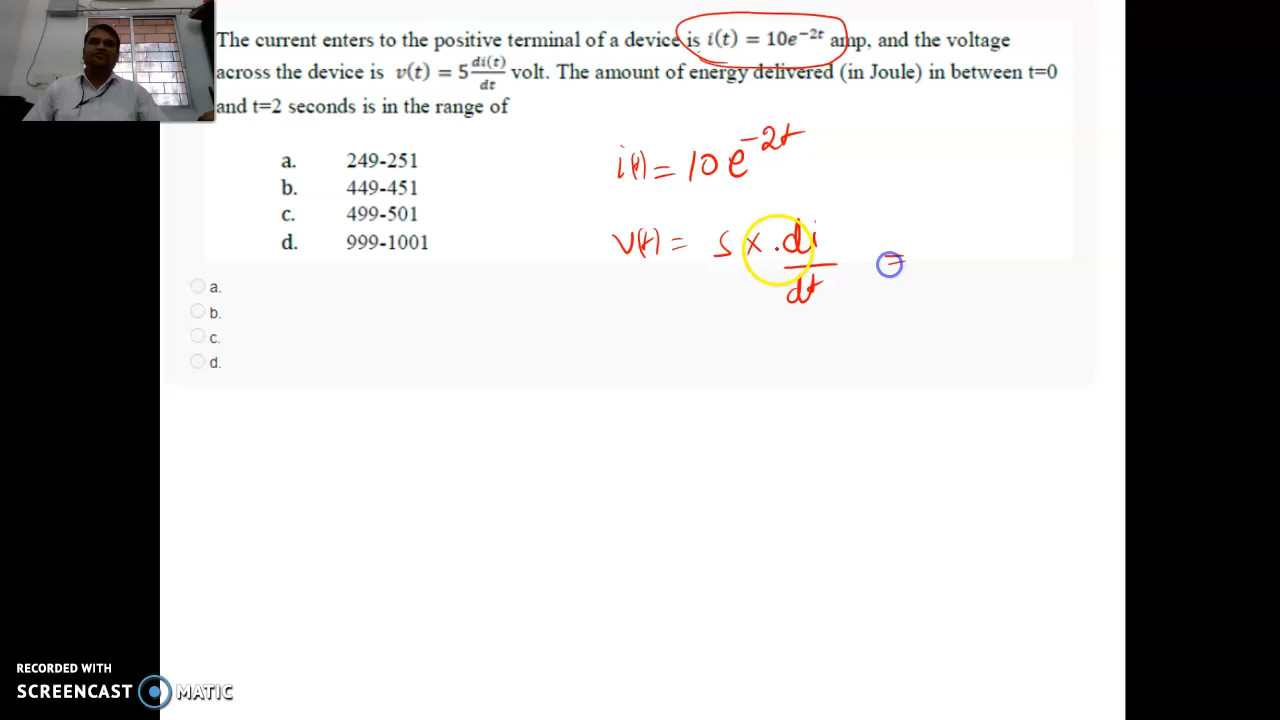 The current enters to the positive terminal of a device is i(t) = 10e^{-2t} amp, and the voltage
across the device is v(t) = 5 di(t)/dt volt. The amount of energy delivered (in Joule) in between t=0
and t=2 seconds is in the range of
a. 249-251
b. 449-451
c. 499-501
d. 999-1001
i(t) = 10 e^{-2t}
v(t) = 5 × . di/dt =
a.
b.
c.
d.
RECORDED WITH
SCREENCAST MATIC